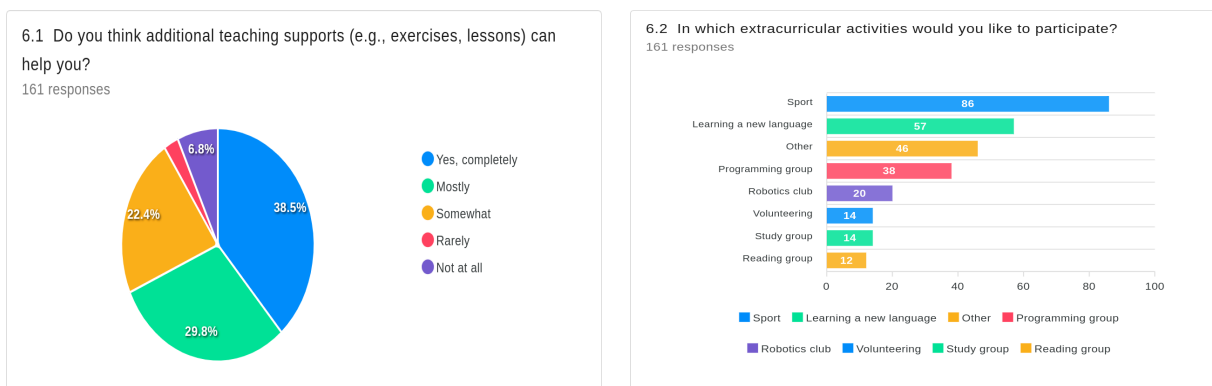 6.1 Do you think additional teaching supports (e.g., exercises, lessons) can
help you?
161 responses
6.8%
38.5%
22.4%
29.8%
Yes, completely
Mostly
Somewhat
Rarely
Not at all
6.2 In which extracurricular activities would you like to participate?
161 responses
Sport 86
Learning a new language 57
Other 46
Programming group 38
Robotics club 20
Volunteering 14
Study group 14
Reading group 12
0 20 40 60 80 100
Sport Learning a new language Other Programming group
Robotics club Volunteering Study group Reading group